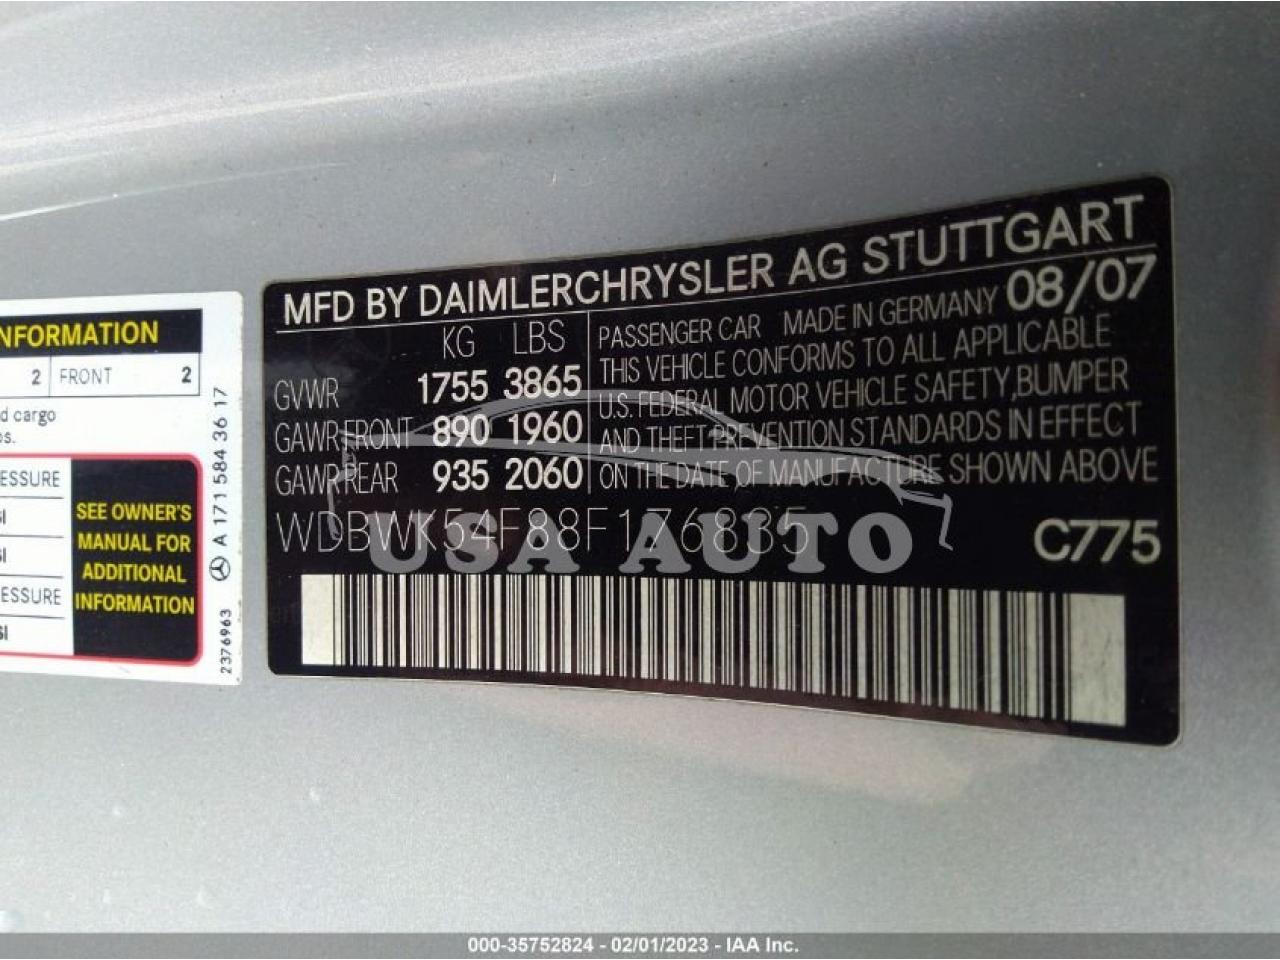 NFORMATION
2 FRONT 2
d cargo
os.
ESSURE
SI
ESSURE
SI
SEE OWNER'S
MANUAL FOR
ADDITIONAL
INFORMATION
A 171 584 36 17
2376963
MFD BY DAIMLERCHRYSLER AG STUTTGART
KG LBS
GVWR 1755 3865
GAWR FRONT 890 1960
GAWR REAR 935 2060
PASSENGER CAR MADE IN GERMANY 08/07
THIS VEHICLE CONFORMS TO ALL APPLICABLE
U.S. FEDERAL MOTOR VEHICLE SAFETY, BUMPER
AND THEFT PREVENTION STANDARDS IN EFFECT
ON THE DATE OF MANUFACTURE SHOWN ABOVE
WDBWK54F88F176835 C775
USA AUTO
000-35752824 - 02/01/2023 - IAA Inc.